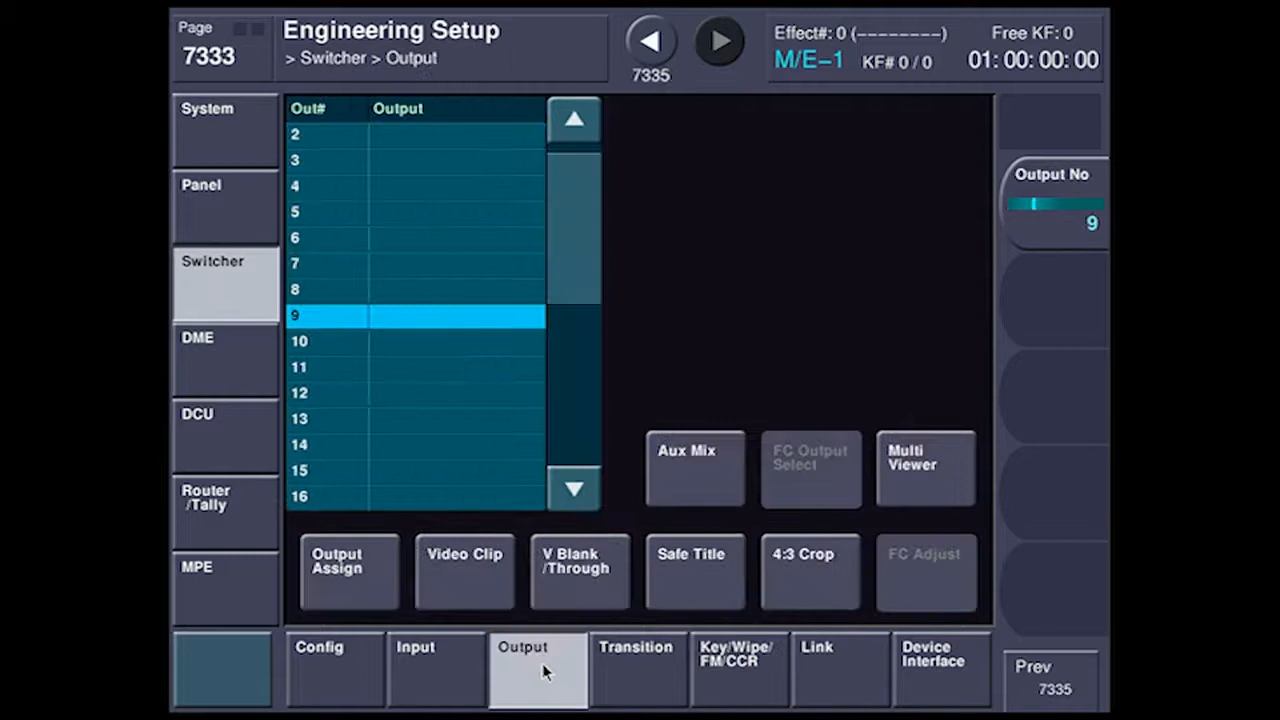 Page
7333
Engineering Setup
> Switcher > Output
7335
Effect#: 0 (--------)
Free KF: 0
M/E-1
KF# 0 / 0
01: 00: 00: 00
System
Panel
Switcher
DME
DCU
Router
/Tally
MPE
Out# Output
2
3
4
5
6
7
8
9
10
11
12
13
14
15
16
Output No
9
Aux Mix
FC Output
Select
Multi
Viewer
Output
Assign
Video Clip
V Blank
/Through
Safe Title
4:3 Crop
FC Adjust
Config
Input
Output
Transition
Key/Wipe/
FM/CCR
Link
Device
Interface
Prev
7335